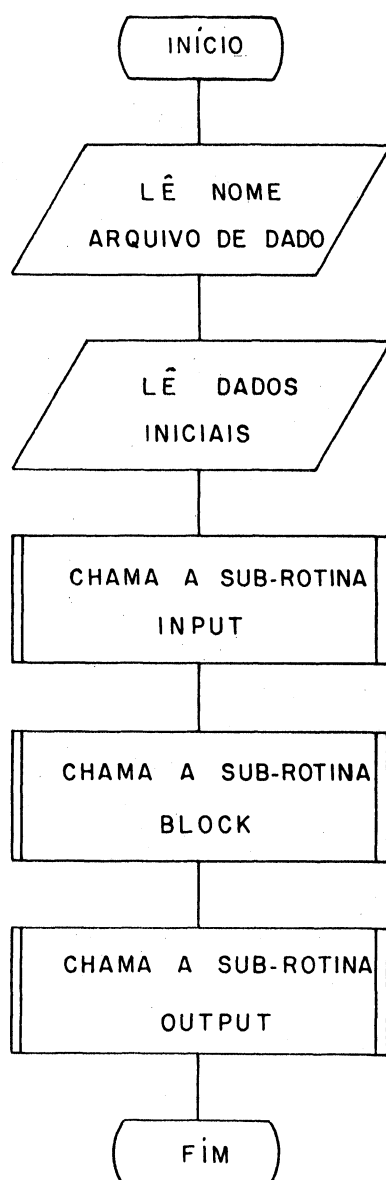 INÍCIO
LÊ NOME
ARQUIVO DE DADO
LÊ DADOS
INICIAIS
CHAMA A SUB-ROTINA
INPUT
CHAMA A SUB-ROTINA
BLOCK
CHAMA A SUB-ROTINA
OUTPUT
FIM